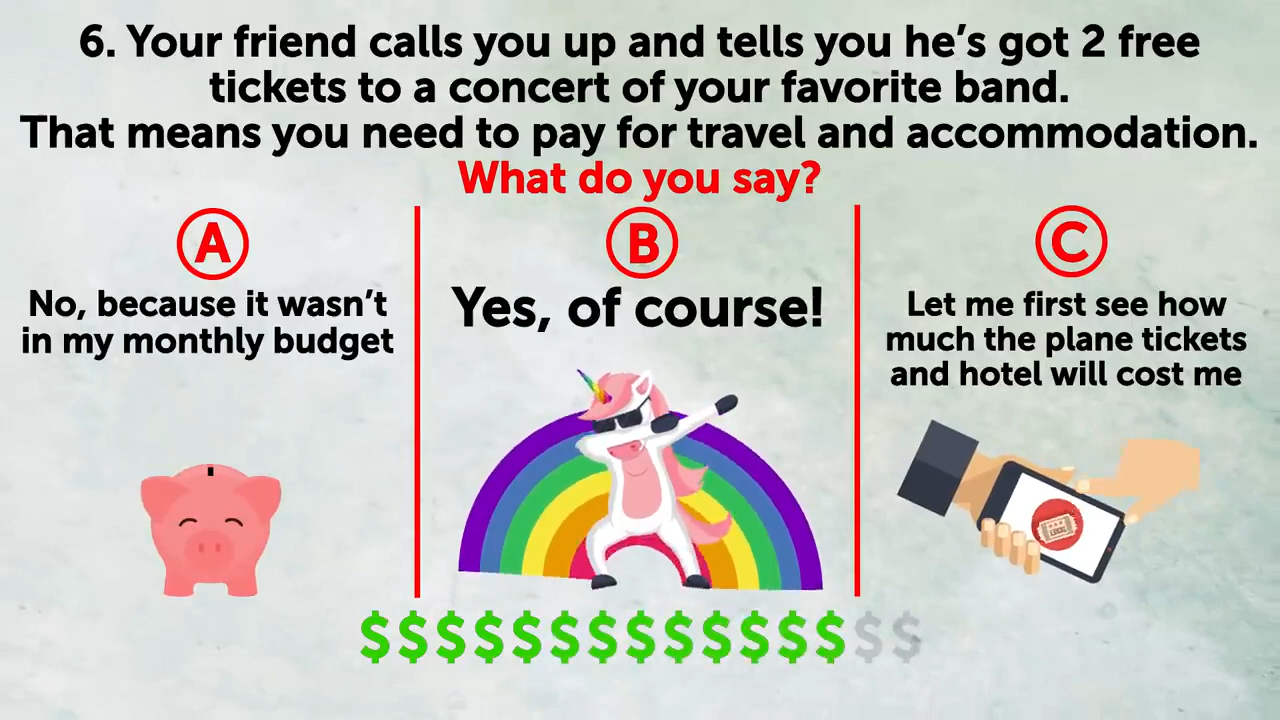 6. Your friend calls you up and tells you he's got 2 free
tickets to a concert of your favorite band.
That means you need to pay for travel and accommodation.
What do you say?
A
No, because it wasn't
in my monthly budget
B
Yes, of course!
C
Let me first see how
much the plane tickets
and hotel will cost me
$$$$$$$$$$$$$$$